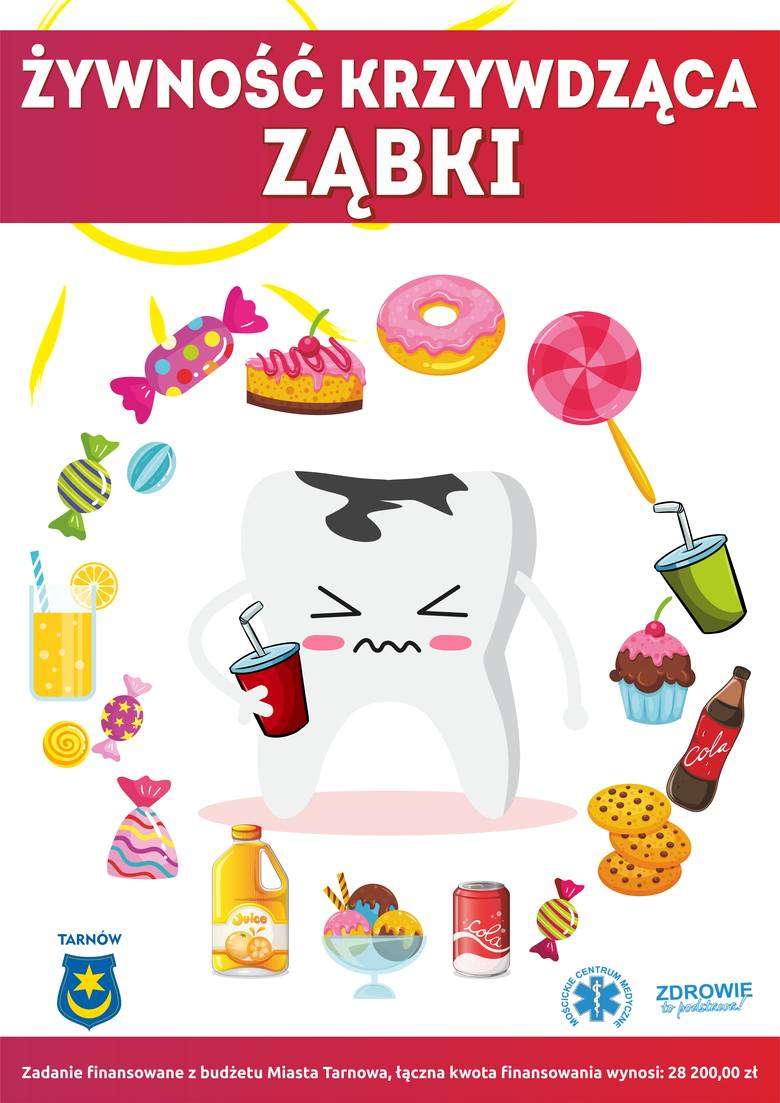 ŻYWNOŚĆ KRZYWDZĄCA
ZĄBKI
cola
Juice
cola
TARNÓW
MOŚCICKIE CENTRUM MEDYCZNE
ZDROWIE
to podstawa!
Zadanie finansowane z budżetu Miasta Tarnowa, łączna kwota finansowania wynosi: 28 200,00 zł